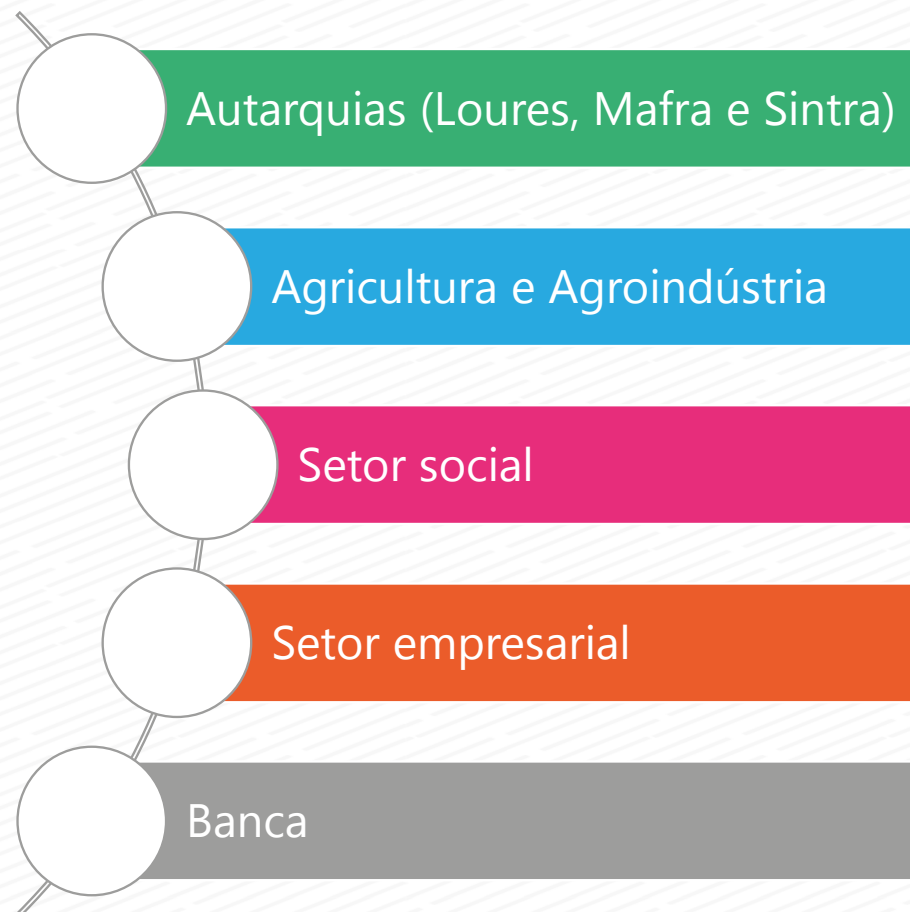 Autarquias (Loures, Mafra e Sintra)
Agricultura e Agroindústria
Setor social
Setor empresarial
Banca